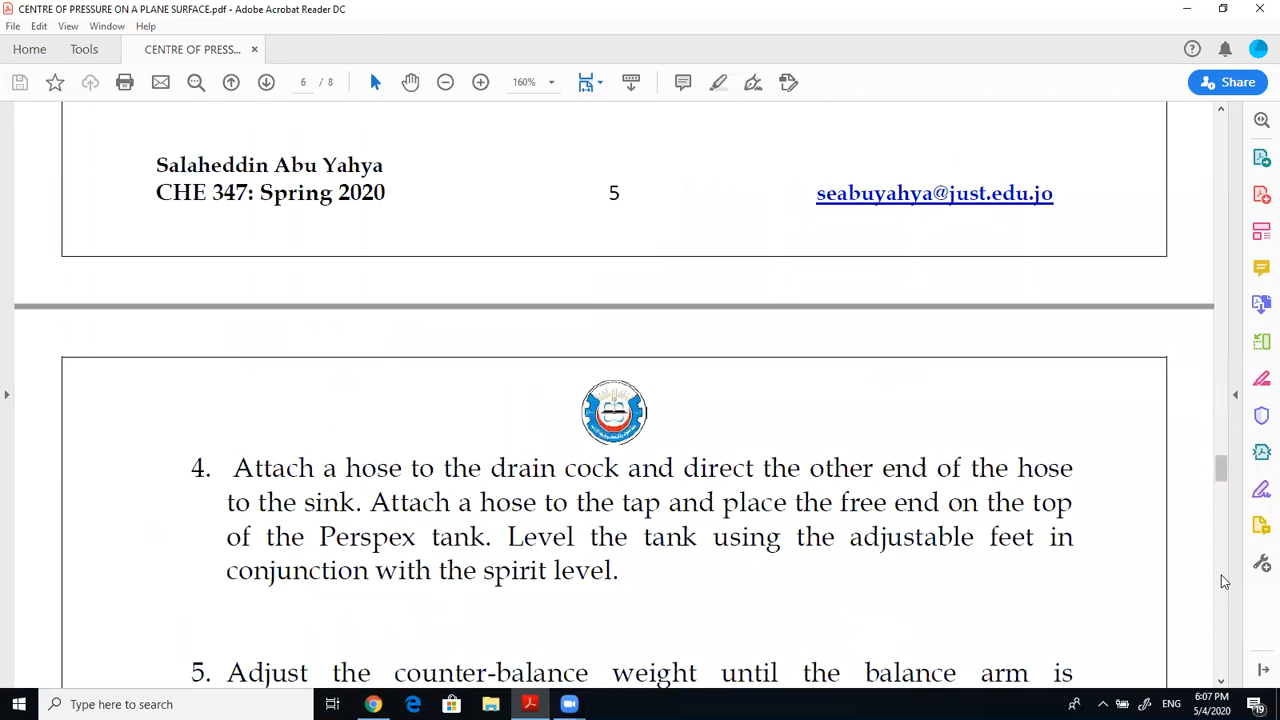 CENTRE OF PRESSURE ON A PLANE SURFACE.pdf - Adobe Acrobat Reader DC
File Edit View Window Help
Home Tools CENTRE OF PRESS... ×
6 / 8 160% Share
Salaheddin Abu Yahya
CHE 347: Spring 2020 5 seabuyahya@just.edu.jo
4. Attach a hose to the drain cock and direct the other end of the hose
to the sink. Attach a hose to the tap and place the free end on the top
of the Perspex tank. Level the tank using the adjustable feet in
conjunction with the spirit level.
5. Adjust the counter-balance weight until the balance arm is
Type here to search ENG 6:07 PM
5/4/2020 19